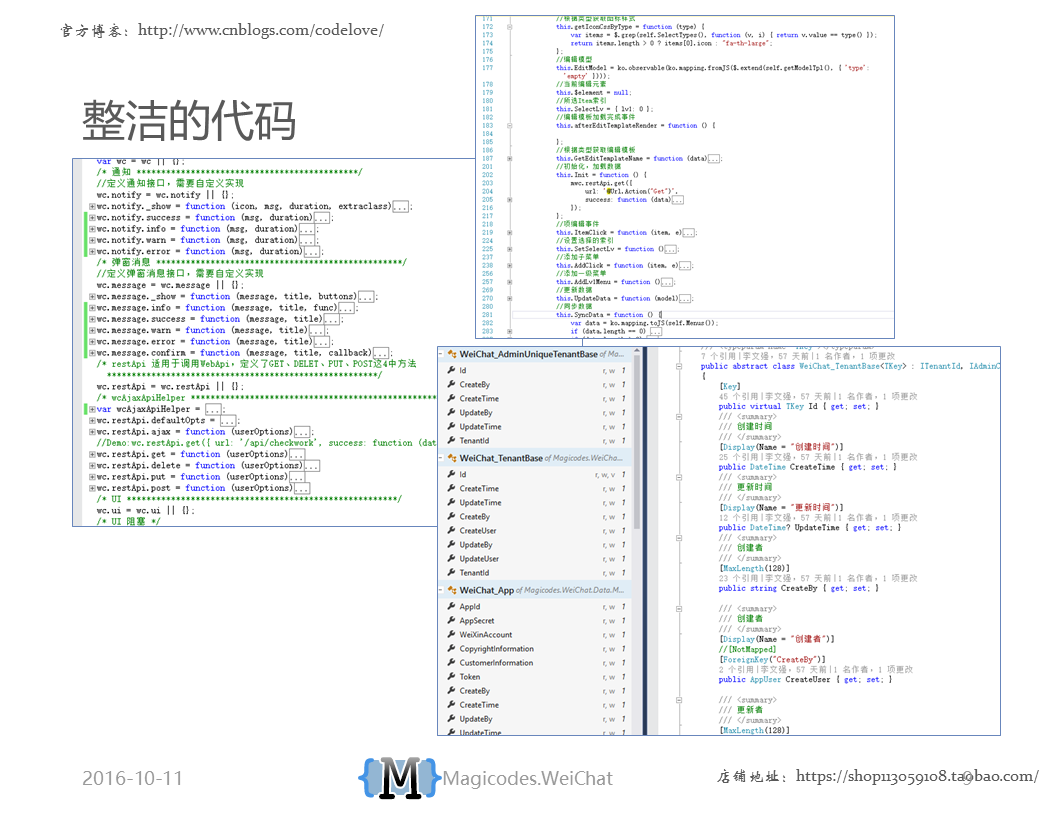 官方博客：http://www.cnblogs.com/codelove/
整洁的代码
var wc = wc || {};
/* 通知 *********************************************/
//定义通知接口，需要自定义实现
wc.notify = wc.notify || {};
wc.notify._show = function (icon, msg, duration, extraclass)...;
wc.notify.success = function (msg, duration)...;
wc.notify.info = function (msg, duration)...;
wc.notify.warn = function (msg, duration)...;
wc.notify.error = function (msg, duration)...;
/* 弹窗消息 *********************************************/
//定义弹窗消息接口，需要自定义实现
wc.message = wc.message || {};
wc.message._show = function (message, title, buttons)...;
wc.message.info = function (message, title, func)...;
wc.message.success = function (message, title)...;
wc.message.warn = function (message, title)...;
wc.message.error = function (message, title)...;
wc.message.confirm = function (message, title, callback)...;
/* restApi 适用于调用WebApi，定义了GET、DELET、PUT、POST这4中方法
*********************************************/
wc.restApi = wc.restApi || {};
/* wcAjaxApiHelper *********************************************
var wcAjaxApiHelper = ...;
wc.restApi.defaultOpts = ...;
wc.restApi.ajax = function (userOptions)...;
//Demo:wc.restApi.get({ url: '/api/checkwork', success: function (dat
wc.restApi.get = function (userOptions)...
wc.restApi.delete = function (userOptions)...
wc.restApi.put = function (userOptions)...
wc.restApi.post = function (userOptions)...
/* UI *********************************************/
wc.ui = wc.ui || {};
/* UI 阻塞 */
171 //根据类型获取图标样式
172 this.getIconCssByType = function (type) {
173 var items = $.grep(self.SelectTypes(), function (v, i) { return v.value == type() });
174 return items.length > 0 ? items[0].icon : "fa-th-large";
175 };
176 //编辑模型
177 this.EditModel = ko.observable(ko.mapping.fromJS($.extend(self.getModelTpl(), { 'type':
'empty' })));
178 //当前编辑元素
179 this.$element = null;
180 //所选Item索引
181 this.SelectLv = { lv1: 0 };
182 //编辑模板加载完成事件
183 this.afterEditTemplateRender = function () {
184
185 };
186 //根据类型获取编辑模板
187 this.GetEditTemplateName = function (data)...;
201 //初始化，加载数据
202 this.Init = function () {
203 mwc.restApi.get({
204 url: '@Url.Action("Get")',
205 success: function (data)...
216 });
217 };
218 //项编辑事件
219 this.ItemClick = function (item, e)...;
224 //设置选择的索引
225 this.SetSelectLv = function ()...;
237 //添加子菜单
238 this.AddClick = function (item, e)...;
256 //添加一级菜单
257 this.AddLv1Menu = function ()...;
269 //更新数据
270 this.UpdateData = function (model)...;
280 //同步数据
281 this.SyncData = function () {
282 var data = ko.mapping.toJS(self.Menus());
283 if (data.length == 0) ...
WeiChat_AdminUniqueTenantBase of Ma...
Id r, w 1
CreateBy r, w 1
CreateTime r, w 1
UpdateBy r, w 1
UpdateTime r, w 1
TenantId r, w 1
WeiChat_TenantBase of Magicodes.WeiCha...
Id r, w, v 1
CreateTime r, w 1
UpdateTime r, w 1
CreateBy r, w 1
CreateUser r, w 1
UpdateBy r, w 1
UpdateUser r, w 1
TenantId r, w 1
WeiChat_App of Magicodes.WeiChat.Data.M...
AppId r, w 1
AppSecret r, w 1
WeiXinAccount r, w 1
CopyrightInformation r, w 1
CustomerInformation r, w 1
Token r, w 1
CreateBy r, w 1
CreateTime r, w 1
UpdateBy r, w 1
UpdateTime r, w 1
7 个引用|李文强，57 天前|1 名作者，1 项更改
public abstract class WeiChat_TenantBase<TKey> : ITenantId, IAdminC
{
[Key]
45 个引用|李文强，57 天前|1 名作者，1 项更改
public virtual TKey Id { get; set; }
/// <summary>
/// 创建时间
/// </summary>
[Display(Name = "创建时间")]
25 个引用|李文强，57 天前|1 名作者，1 项更改
public DateTime CreateTime { get; set; }
/// <summary>
/// 更新时间
/// </summary>
[Display(Name = "更新时间")]
12 个引用|李文强，57 天前|1 名作者，1 项更改
public DateTime? UpdateTime { get; set; }
/// <summary>
/// 创建者
/// </summary>
[MaxLength(128)]
23 个引用|李文强，57 天前|1 名作者，1 项更改
public string CreateBy { get; set; }
/// <summary>
/// 创建者
/// </summary>
[Display(Name = "创建者")]
//[NotMapped]
[ForeignKey("CreateBy")]
2 个引用|李文强，57 天前|1 名作者，1 项更改
public AppUser CreateUser { get; set; }
/// <summary>
/// 更新者
/// </summary>
[MaxLength(128)]
2016-10-11
{M}
Magicodes.WeiChat
店铺地址：https://shop113059108.taobao.com/
9